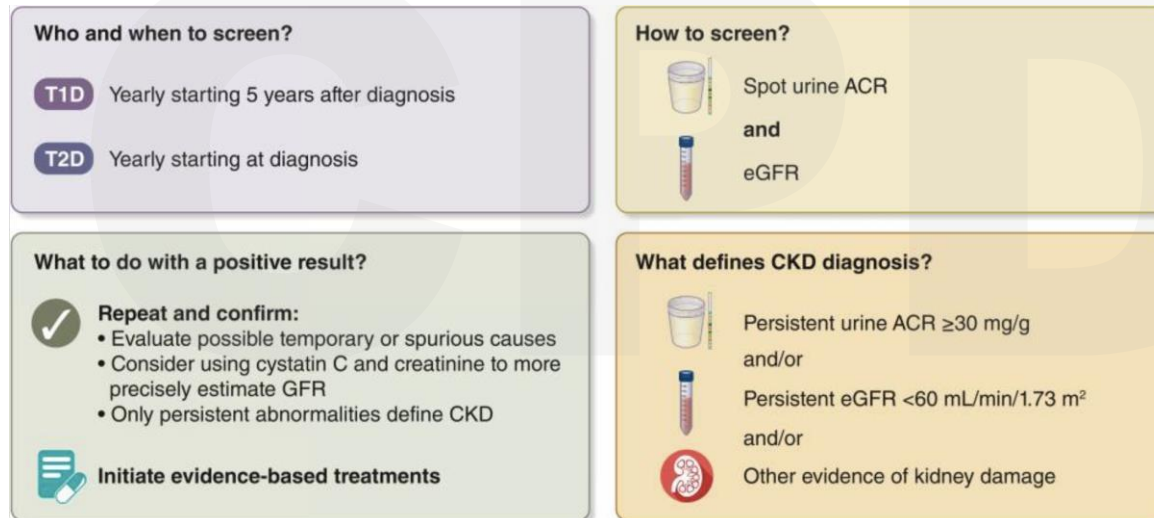 Who and when to screen?
T1D Yearly starting 5 years after diagnosis
T2D Yearly starting at diagnosis
How to screen?
Spot urine ACR
and
eGFR
What to do with a positive result?
Repeat and confirm:
• Evaluate possible temporary or spurious causes
• Consider using cystatin C and creatinine to more
precisely estimate GFR
• Only persistent abnormalities define CKD
Initiate evidence-based treatments
What defines CKD diagnosis?
Persistent urine ACR ≥30 mg/g
and/or
Persistent eGFR <60 mL/min/1.73 m²
and/or
Other evidence of kidney damage
CPD